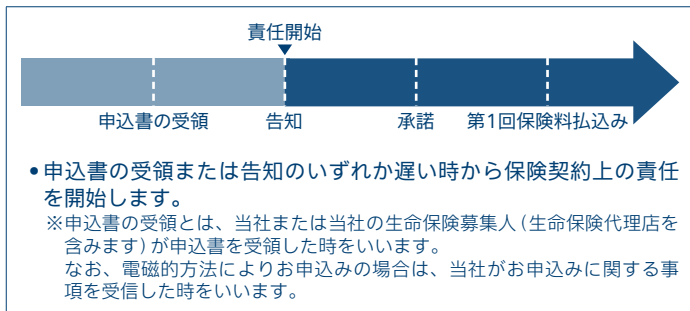 責任開始
申込書の受領 告知 承諾 第1回保険料払込み
•申込書の受領または告知のいずれか遅い時から保険契約上の責任
を開始します。
※申込書の受領とは、当社または当社の生命保険募集人(生命保険代理店を
含みます)が申込書を受領した時をいいます。
なお、電磁的方法によりお申込みの場合は、当社がお申込みに関する事
項を受信した時をいいます。